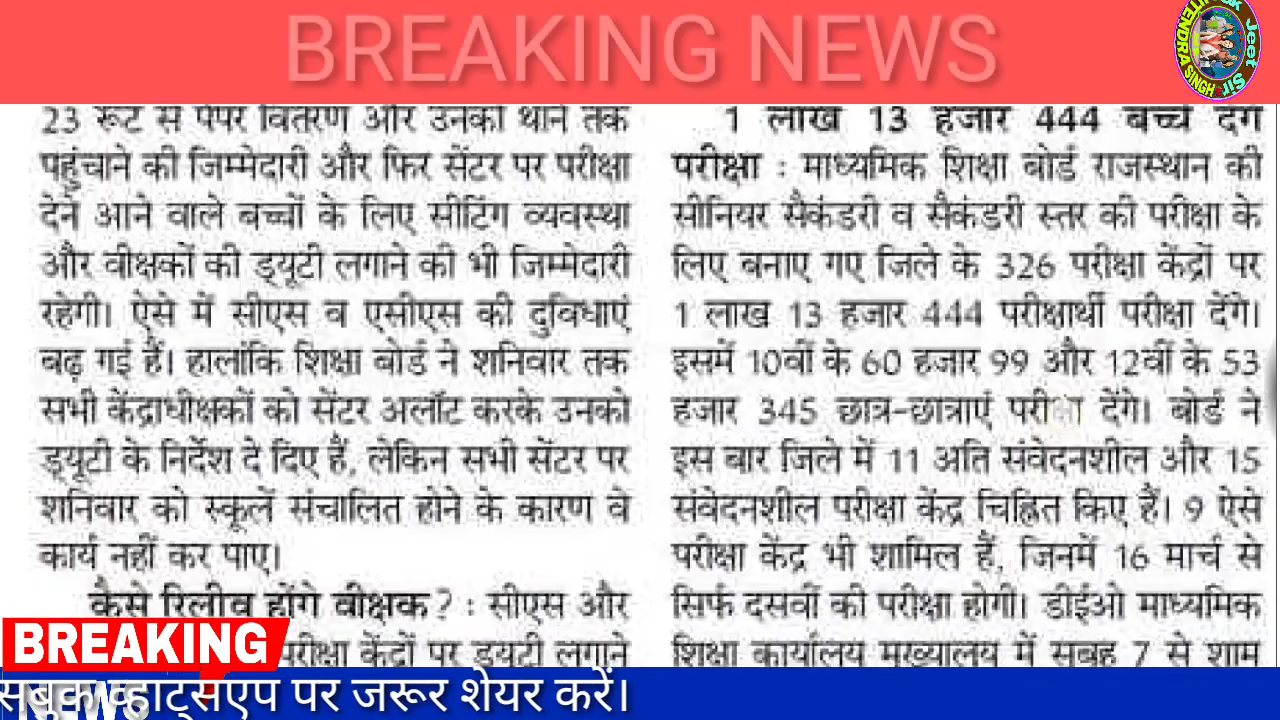 BREAKING NEWS
JITENDRA SINGH
Jeet Sir
23 रूट से पेपर वितरण और उनको थाने तक
पहुंचाने की जिम्मेदारी और फिर सेंटर पर परीक्षा
देने आने वाले बच्चों के लिए सीटिंग व्यवस्था
और वीक्षकों की ड्यूटी लगाने की भी जिम्मेदारी
रहेगी। ऐसे में सीएस व एसीएस की दुविधाएं
बढ़ गई हैं। हालांकि शिक्षा बोर्ड ने शनिवार तक
सभी केंद्राधीक्षकों को सेंटर अलॉट करके उनको
ड्यूटी के निर्देश दे दिए हैं, लेकिन सभी सेंटर पर
शनिवार को स्कूलें संचालित होने के कारण वे
कार्य नहीं कर पाए।
कैसे रिलीव होंगे वीक्षक? : सीएस और
परीक्षा केंद्रों पर ड्यूटी लगाने
1 लाख 13 हजार 444 बच्चे देंगे
परीक्षा : माध्यमिक शिक्षा बोर्ड राजस्थान की
सीनियर सैकंडरी व सैकंडरी स्तर की परीक्षा के
लिए बनाए गए जिले के 326 परीक्षा केंद्रों पर
1 लाख 13 हजार 444 परीक्षार्थी परीक्षा देंगे।
इसमें 10वीं के 60 हजार 99 और 12वीं के 53
हजार 345 छात्र-छात्राएं परीक्षा देंगे। बोर्ड ने
इस बार जिले में 11 अति संवेदनशील और 15
संवेदनशील परीक्षा केंद्र चिह्नित किए हैं। 9 ऐसे
परीक्षा केंद्र भी शामिल हैं, जिनमें 16 मार्च से
सिर्फ दसवीं की परीक्षा होगी। डीईओ माध्यमिक
शिक्षा कार्यालय मुख्यालय में सुबह 7 से शाम
BREAKING
NEWS
व्हाट्सएप पर जरूर शेयर करें।